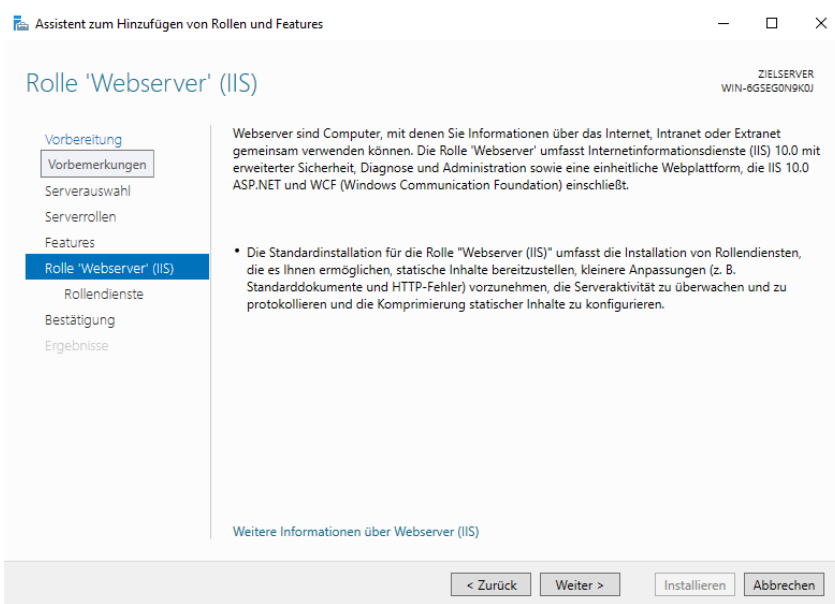 Assistent zum Hinzufügen von Rollen und Features
Rolle 'Webserver' (IIS)
ZIELSERVER
WIN-6GSEG0N9K0J
Vorbereitung
Vorbemerkungen
Serverauswahl
Serverrollen
Features
Rolle 'Webserver' (IIS)
Rollendienste
Bestätigung
Ergebnisse
Webserver sind Computer, mit denen Sie Informationen über das Internet, Intranet oder Extranet
gemeinsam verwenden können. Die Rolle 'Webserver' umfasst Internetinformationsdienste (IIS) 10.0 mit
erweiterter Sicherheit, Diagnose und Administration sowie eine einheitliche Webplattform, die IIS 10.0
ASP.NET und WCF (Windows Communication Foundation) einschließt.
• Die Standardinstallation für die Rolle "Webserver (IIS)" umfasst die Installation von Rollendiensten,
die es Ihnen ermöglichen, statische Inhalte bereitzustellen, kleinere Anpassungen (z. B.
Standarddokumente und HTTP-Fehler) vorzunehmen, die Serveraktivität zu überwachen und zu
protokollieren und die Komprimierung statischer Inhalte zu konfigurieren.
Weitere Informationen über Webserver (IIS)
< Zurück
Weiter >
Installieren
Abbrechen